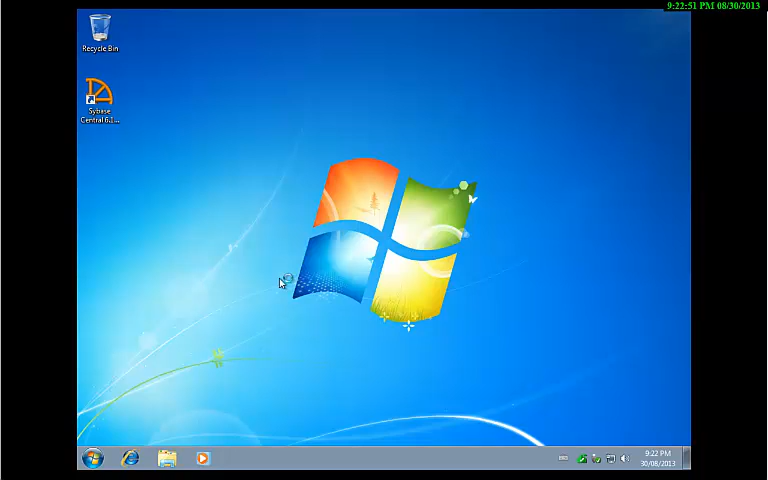 9:22:51 PM 08/30/2013
Recycle Bin
Sybase
Central 6.1...
9:22 PM
30/08/2013